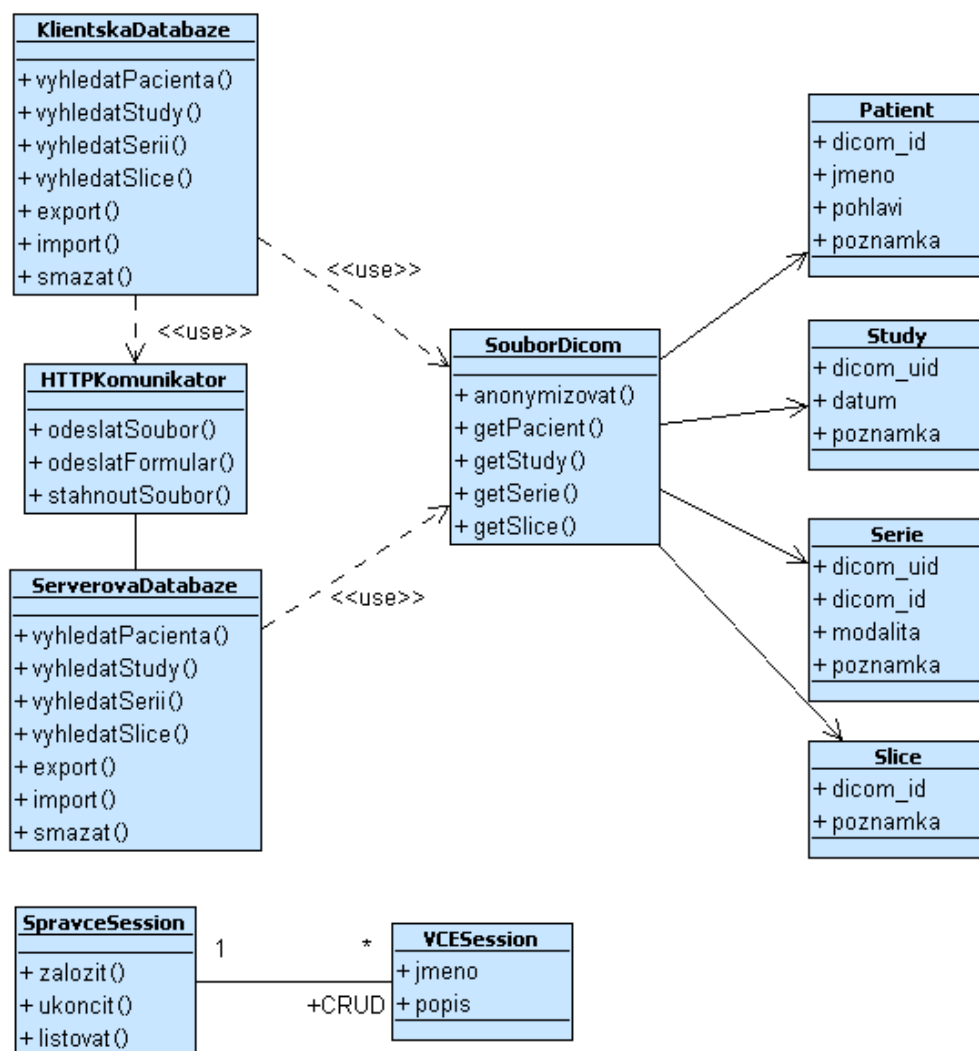 KlientskaDatabaze
+ vyhledatPacienta()
+ vyhledatStudy()
+ vyhledatSerii()
+ vyhledatSlice()
+ export()
+ import()
+ smazat()
<<use>>
<<use>>
HTTPKomunikator
+ odeslatSoubor()
+ odeslatFormular()
+ stahnoutSoubor()
ServerovaDatabaze
+ vyhledatPacienta()
+ vyhledatStudy()
+ vyhledatSerii()
+ vyhledatSlice()
+ export()
+ import()
+ smazat()
<<use>>
SouborDicom
+ anonymizovat()
+ getPacient()
+ getStudy()
+ getSerie()
+ getSlice()
Patient
+ dicom_id
+ jmeno
+ pohlavi
+ poznamka
Study
+ dicom_uid
+ datum
+ poznamka
Serie
+ dicom_uid
+ dicom_id
+ modalita
+ poznamka
Slice
+ dicom_id
+ poznamka
SpravceSession
+ zalozit()
+ ukoncit()
+ listovat()
1
*
+CRUD
VCESession
+ jmeno
+ popis